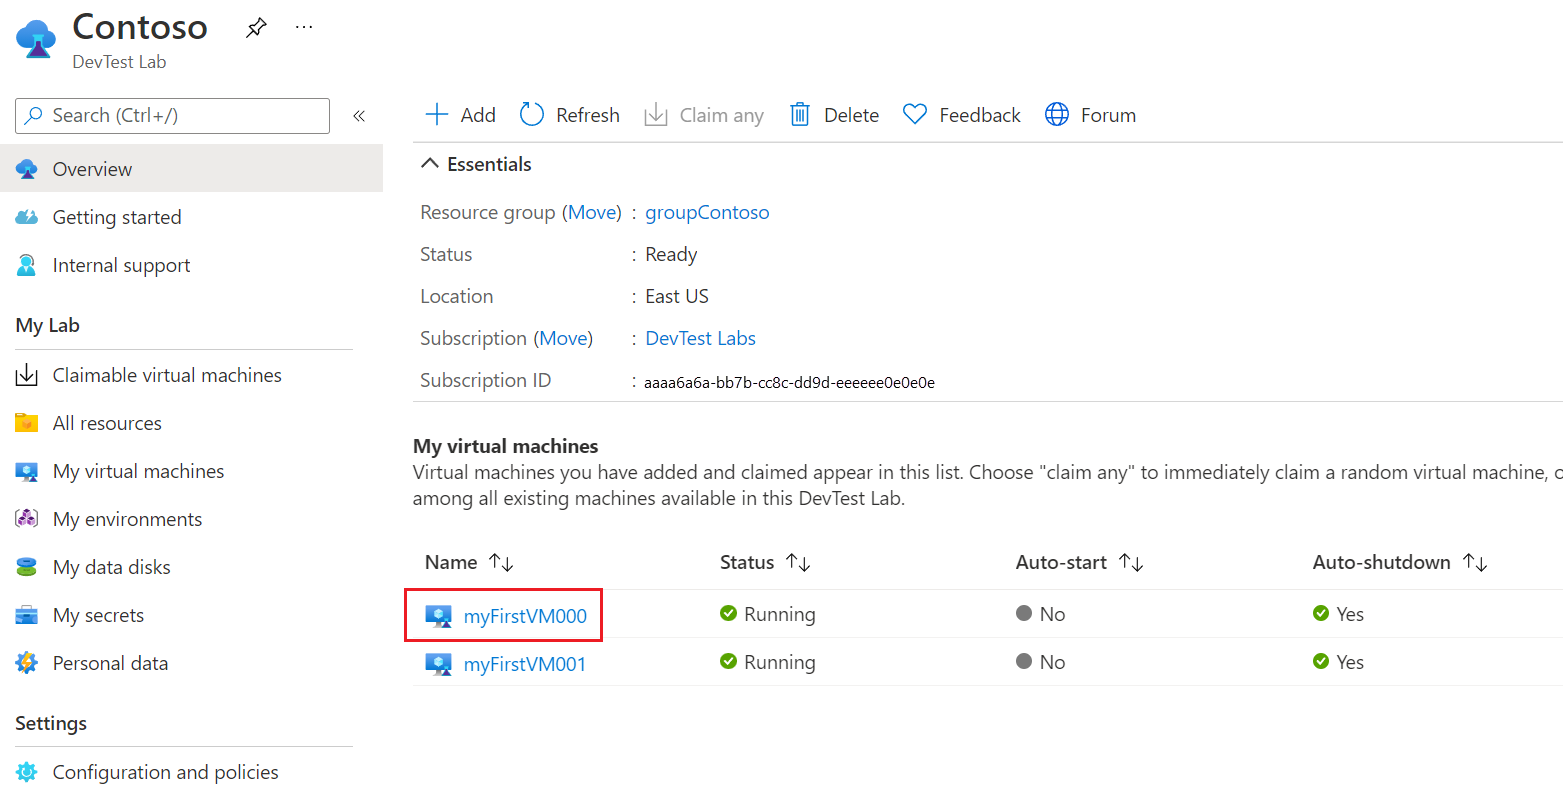 Contoso
DevTest Lab
Search (Ctrl+/)
«
Overview
Getting started
Internal support
My Lab
Claimable virtual machines
All resources
My virtual machines
My environments
My data disks
My secrets
Personal data
Settings
Configuration and policies
Add Refresh Claim any Delete Feedback Forum
Essentials
Resource group (Move) : groupContoso
Status : Ready
Location : East US
Subscription (Move) : DevTest Labs
Subscription ID : aaaa6a6a-bb7b-cc8c-dd9d-eeeeee0e0e0e
My virtual machines
Virtual machines you have added and claimed appear in this list. Choose "claim any" to immediately claim a random virtual machine, o
among all existing machines available in this DevTest Lab.
Name ↑↓ Status ↑↓ Auto-start ↑↓ Auto-shutdown ↑↓
myFirstVM000 Running No Yes
myFirstVM001 Running No Yes